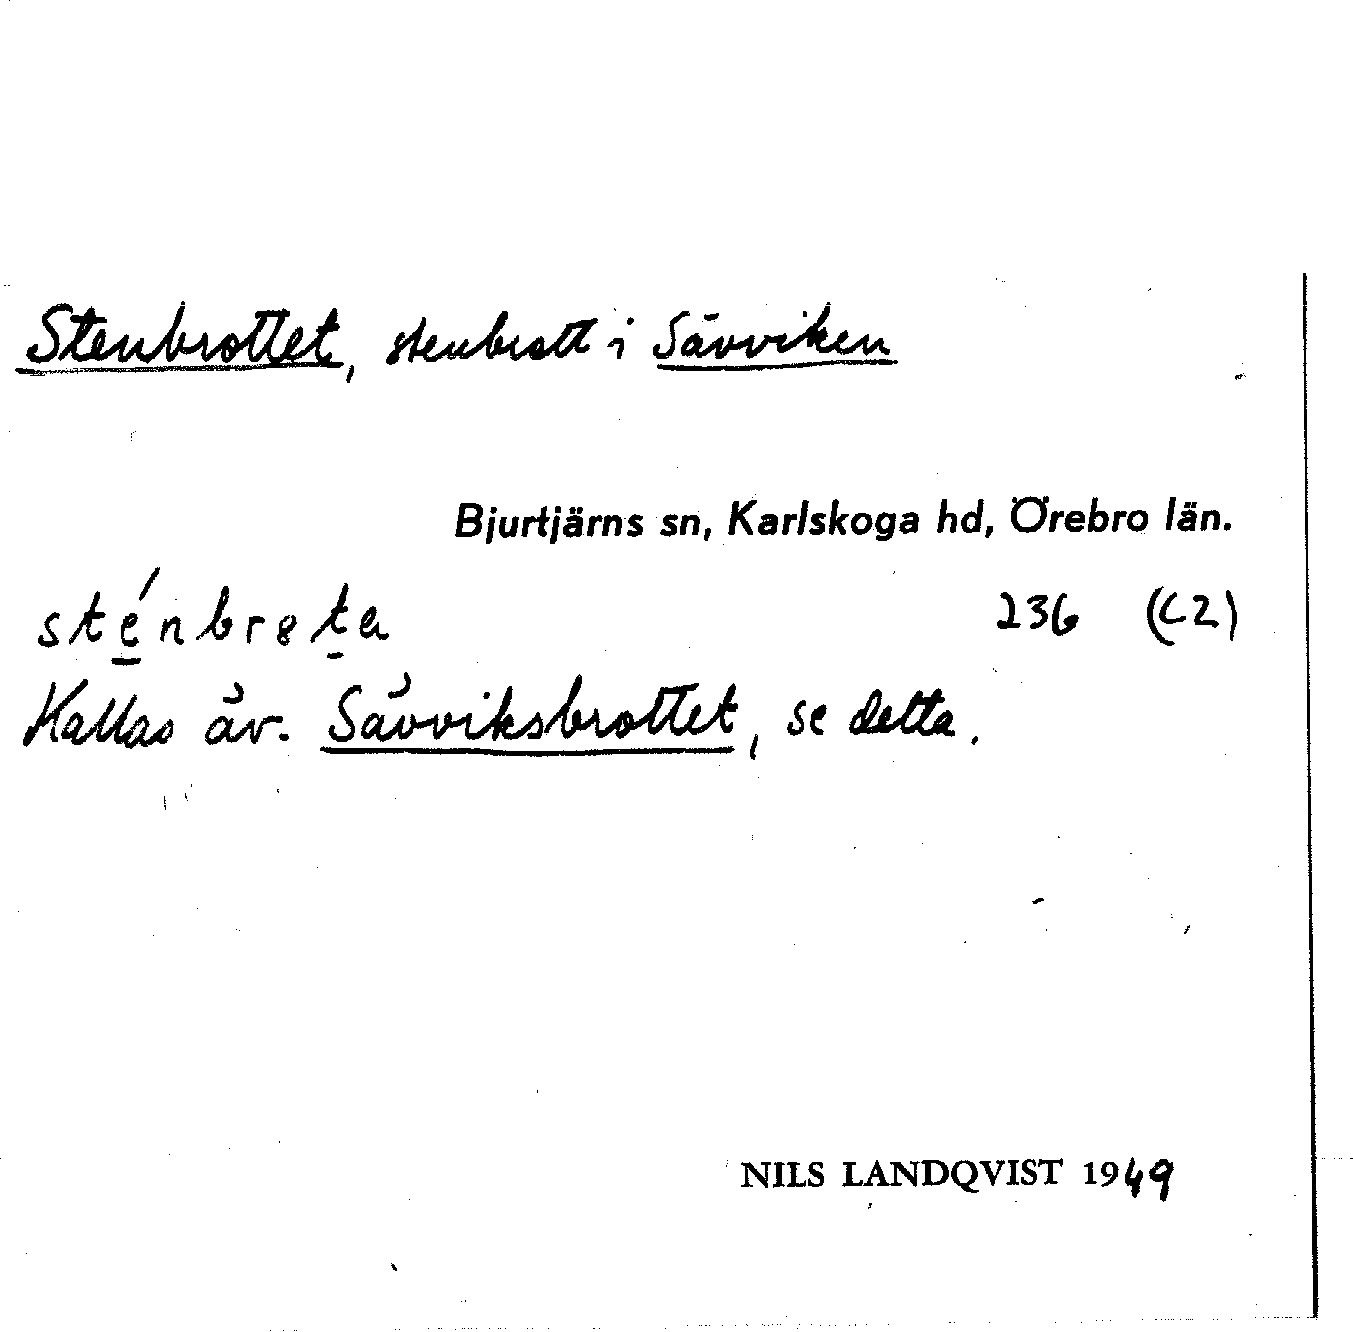 Stenbrottet, stenbrott i Sävviken
Bjurtjärns sn, Karlskoga hd, Örebro län.
sténbrota 236 (C2)
Kallas äv. Sävviksbrottet, se detta.
NILS LANDQVIST 1949